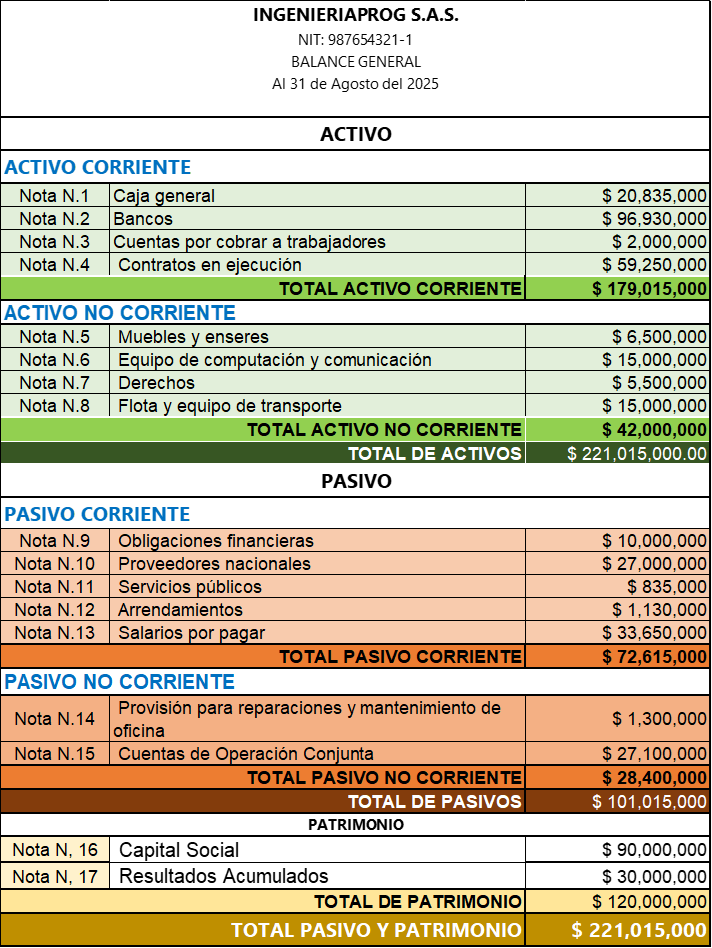 INGENIERIAPROG S.A.S.
NIT: 987654321-1
BALANCE GENERAL
Al 31 de Agosto del 2025
ACTIVO
ACTIVO CORRIENTE
Nota N.1 Caja general $ 20,835,000
Nota N.2 Bancos $ 96,930,000
Nota N.3 Cuentas por cobrar a trabajadores $ 2,000,000
Nota N.4 Contratos en ejecución $ 59,250,000
TOTAL ACTIVO CORRIENTE $ 179,015,000
ACTIVO NO CORRIENTE
Nota N.5 Muebles y enseres $ 6,500,000
Nota N.6 Equipo de computación y comunicación $ 15,000,000
Nota N.7 Derechos $ 5,500,000
Nota N.8 Flota y equipo de transporte $ 15,000,000
TOTAL ACTIVO NO CORRIENTE $ 42,000,000
TOTAL DE ACTIVOS $ 221,015,000.00
PASIVO
PASIVO CORRIENTE
Nota N.9 Obligaciones financieras $ 10,000,000
Nota N.10 Proveedores nacionales $ 27,000,000
Nota N.11 Servicios públicos $ 835,000
Nota N.12 Arrendamientos $ 1,130,000
Nota N.13 Salarios por pagar $ 33,650,000
TOTAL PASIVO CORRIENTE $ 72,615,000
PASIVO NO CORRIENTE
Nota N.14 Provisión para reparaciones y mantenimiento de
oficina $ 1,300,000
Nota N.15 Cuentas de Operación Conjunta $ 27,100,000
TOTAL PASIVO NO CORRIENTE $ 28,400,000
TOTAL DE PASIVOS $ 101,015,000
PATRIMONIO
Nota N, 16 Capital Social $ 90,000,000
Nota N, 17 Resultados Acumulados $ 30,000,000
TOTAL DE PATRIMONIO $ 120,000,000
TOTAL PASIVO Y PATRIMONIO $ 221,015,000